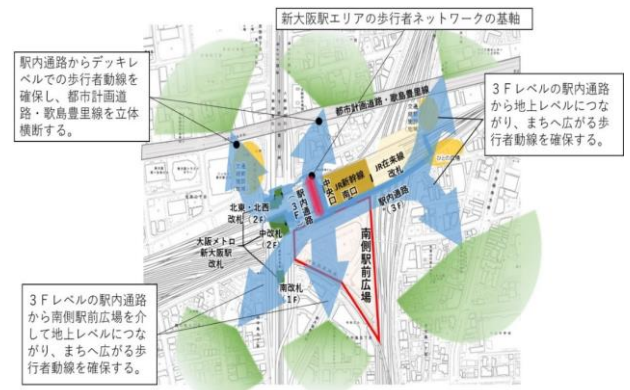 新大阪駅エリアの歩行者ネットワークの基軸
駅内通路からデッキ
レベルでの歩行者動線を
確保し、都市計画道
路・歌島豊里線を立体
横断する。
都市計画道路・歌島豊里線
3Fレベルの駅内通路
から地上レベルにつな
がり、まちへ広がる歩
行者動線を確保する。
中央口
JR新幹線
南口
JR在来線
改札
駅内通路
(3F)
駅内通路
(3F)
北東・北西
改札(2F)
中改札
(2F)
大阪メトロ
新大阪駅
改札
南改札
(1F)
南側駅前広場
3Fレベルの駅内通路
から南側駅前広場を介
して地上レベルにつな
がり、まちへ広がる歩
行者動線を確保する。